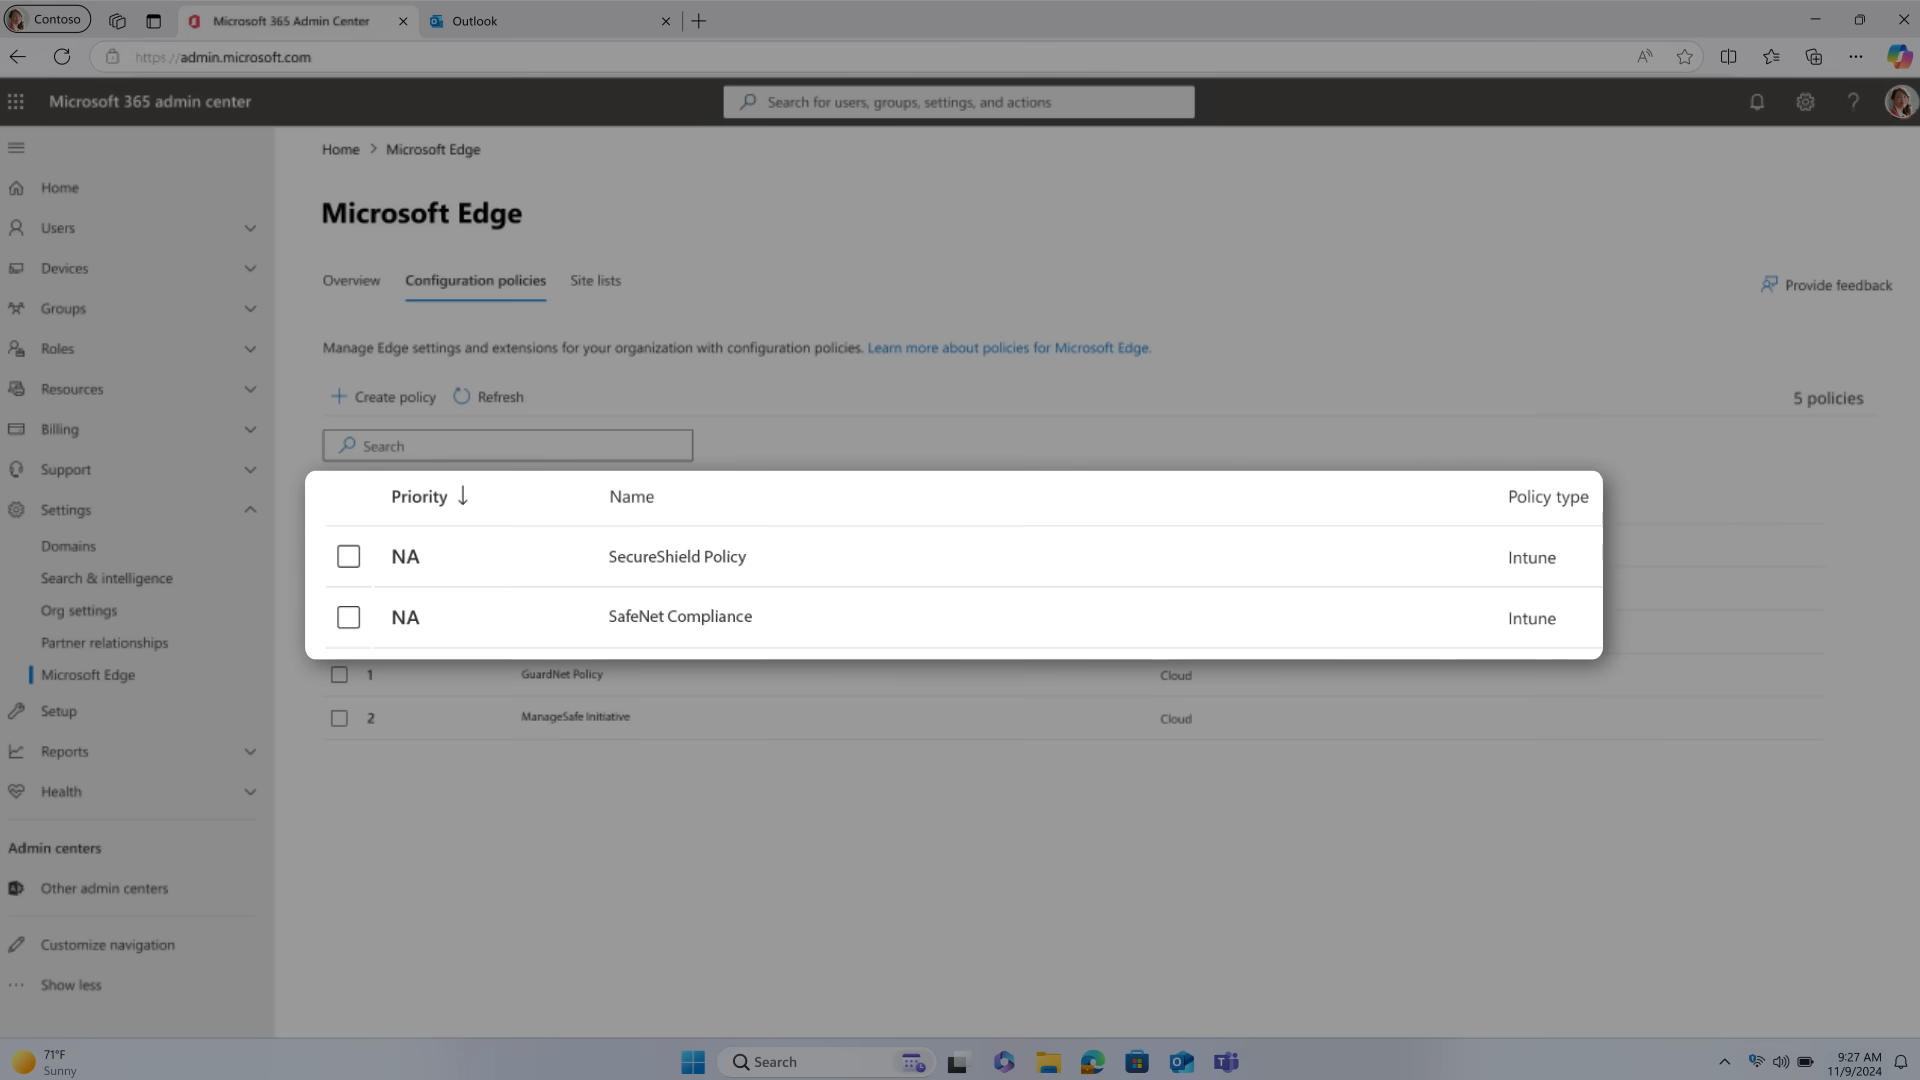 Contoso
Microsoft 365 Admin Center
Outlook
https://admin.microsoft.com
Microsoft 365 admin center
Search for users, groups, settings, and actions
Home > Microsoft Edge
Home
Users
Devices
Groups
Roles
Resources
Billing
Support
Settings
Domains
Search & intelligence
Org settings
Partner relationships
Microsoft Edge
Setup
Reports
Health
Admin centers
Other admin centers
Customize navigation
Show less
Microsoft Edge
Overview Configuration policies Site lists
Provide feedback
Manage Edge settings and extensions for your organization with configuration policies. Learn more about policies for Microsoft Edge.
Create policy Refresh
5 policies
Search
Priority ↓ Name Policy type
NA SecureShield Policy Intune
NA SafeNet Compliance Intune
1 GuardNet Policy Cloud
2 ManageSafe Initiative Cloud
71°F
Sunny
Search
9:27 AM
11/9/2024